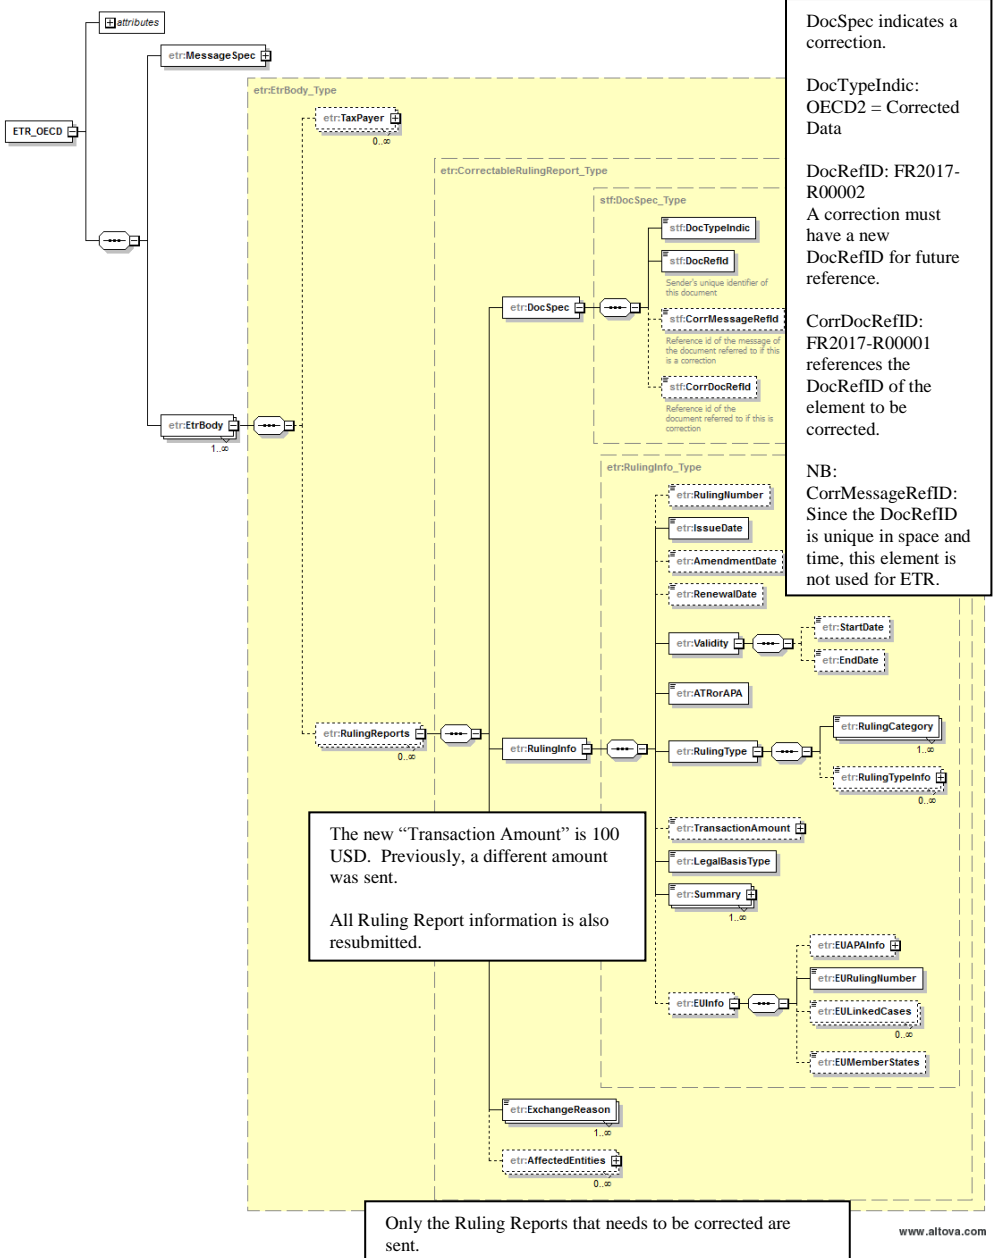 attributes
etr:MessageSpec
ETR_OECD
etr:EtrBody_Type
etr:TaxPayer
0..∞
etr:CorrectableRulingReport_Type
stf:DocSpec_Type
stf:DocTypeIndic
stf:DocRefId
Sender's unique identifier of
this document
etr:DocSpec
stf:CorrMessageRefId
Reference id of the message of
the document referred to if this
is a correction
stf:CorrDocRefId
Reference id of the
document referred to if this is
correction
etr:EtrBody
1..∞
DocSpec indicates a
correction.
DocTypeIndic:
OECD2 = Corrected
Data
DocRefID: FR2017-
R00002
A correction must
have a new
DocRefID for future
reference.
CorrDocRefID:
FR2017-R00001
references the
DocRefID of the
element to be
corrected.
NB:
CorrMessageRefID:
Since the DocRefID
is unique in space and
time, this element is
not used for ETR.
etr:RulingInfo_Type
etr:RulingNumber
etr:IssueDate
etr:AmendmentDate
etr:RenewalDate
etr:Validity
etr:StartDate
etr:EndDate
etr:ATRorAPA
etr:RulingReports
0..∞
etr:RulingInfo
etr:RulingType
etr:RulingCategory
1..∞
etr:RulingTypeInfo
0..∞
etr:TransactionAmount
etr:LegalBasisType
etr:Summary
1..∞
The new “Transaction Amount” is 100
USD.  Previously, a different amount
was sent.
All Ruling Report information is also
resubmitted.
etr:EUInfo
etr:EUAPAInfo
etr:EURulingNumber
etr:EULinkedCases
0..∞
etr:EUMemberStates
etr:ExchangeReason
1..∞
etr:AffectedEntities
0..∞
Only the Ruling Reports that needs to be corrected are
sent.
www.altova.com